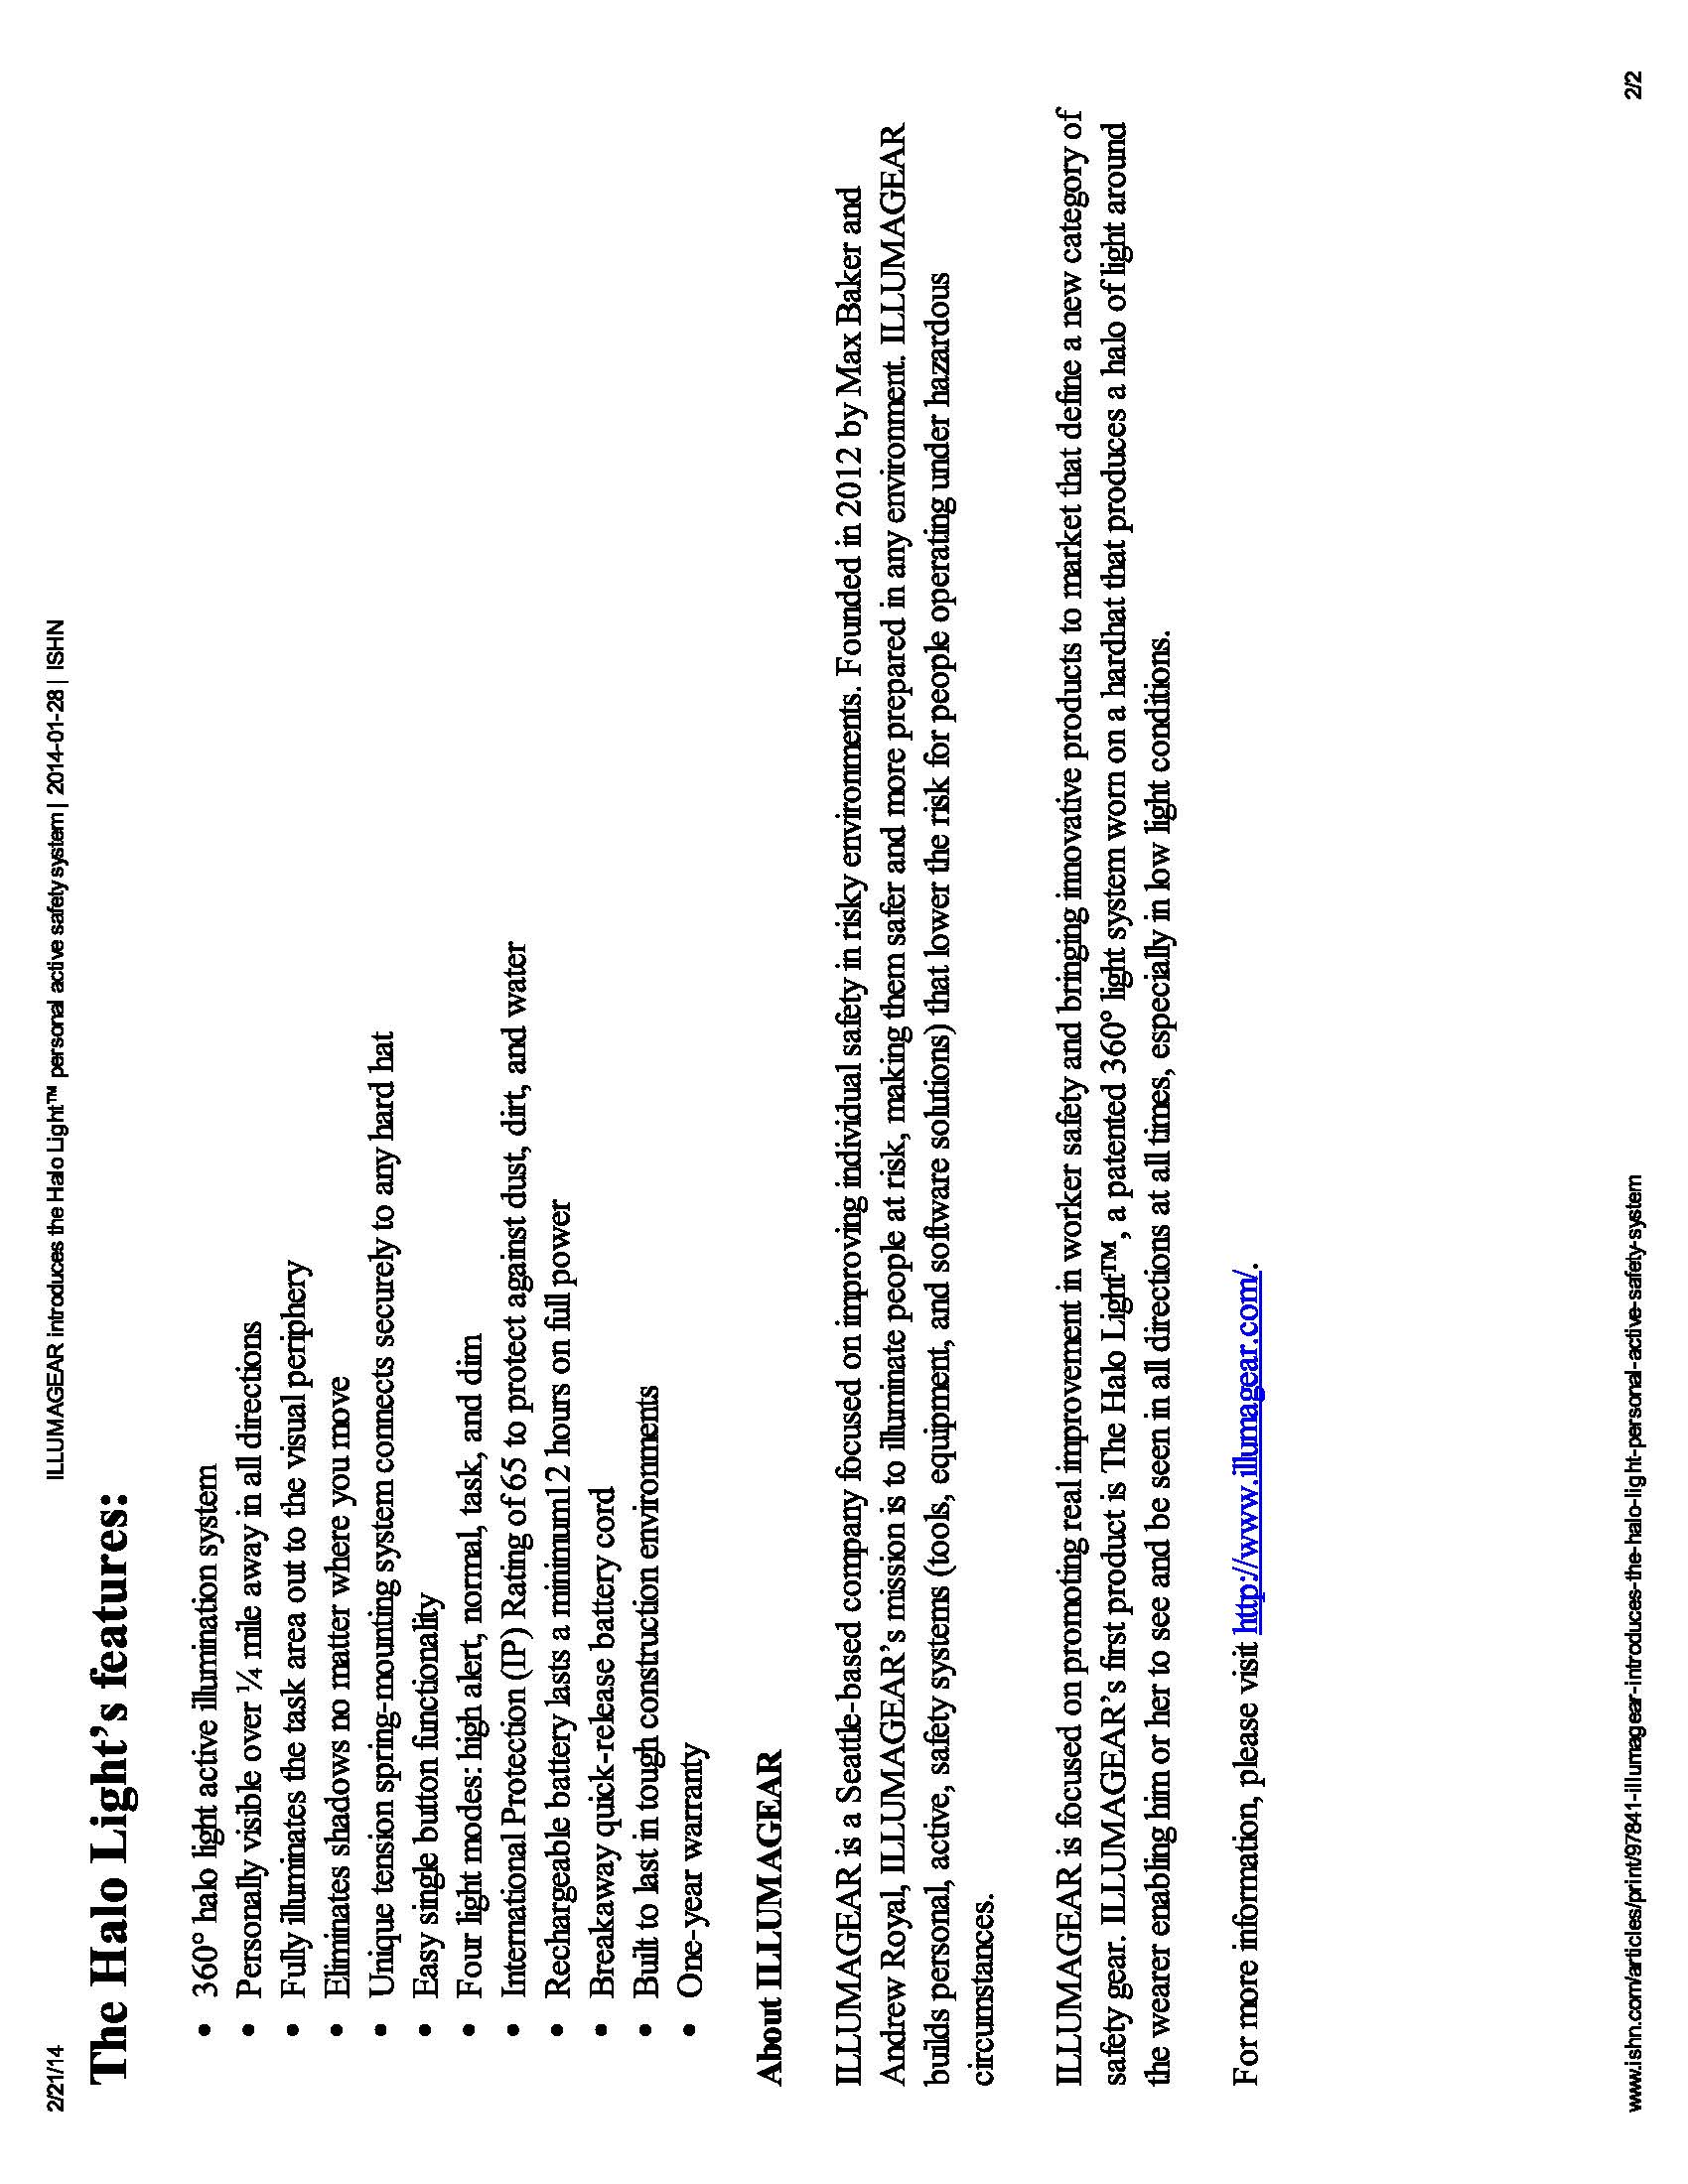 2/21/14 ILLUMAGEAR introduces the Halo Light™ personal active safety system | 2014-01-28 | ISHN
The Halo Light's features:
• 360° halo light active illumination system
• Personally visible over ¼ mile away in all directions
• Fully illuminates the task area out to the visual periphery
• Eliminates shadows no matter where you move
• Unique tension spring-mounting system connects securely to any hard hat
• Easy single button functionality
• Four light modes: high alert, normal, task, and dim
• International Protection (IP) Rating of 65 to protect against dust, dirt, and water
• Rechargeable battery lasts a minimum12 hours on full power
• Breakaway quick-release battery cord
• Built to last in tough construction environments
• One-year warranty
About ILLUMAGEAR
ILLUMAGEAR is a Seattle-based company focused on improving individual safety in risky environments. Founded in 2012 by Max Baker and
Andrew Royal, ILLUMAGEAR's mission is to illuminate people at risk, making them safer and more prepared in any environment. ILLUMAGEAR
builds personal, active, safety systems (tools, equipment, and software solutions) that lower the risk for people operating under hazardous
circumstances.
ILLUMAGEAR is focused on promoting real improvement in worker safety and bringing innovative products to market that define a new category of
safety gear. ILLUMAGEAR's first product is The Halo Light™, a patented 360° light system worn on a hardhat that produces a halo of light around
the wearer enabling him or her to see and be seen in all directions at all times, especially in low light conditions.
For more information, please visit http://www.illumagear.com/.
www.ishn.com/articles/print/97841-illumagear-introduces-the-halo-light-personal-active-safety-system 2/2